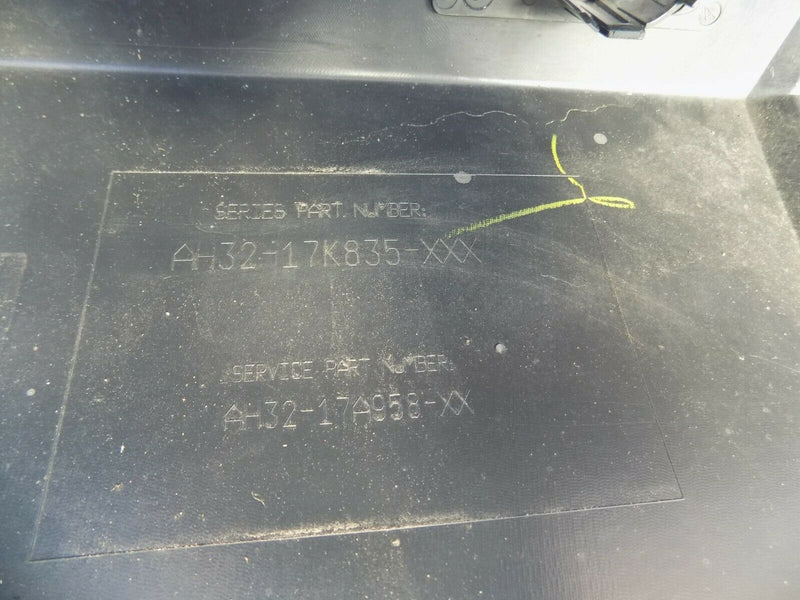 SERIES PART NUMBER:
AH32-17K835-XXX
SERVICE PART NUMBER:
AH32-17A958-XX